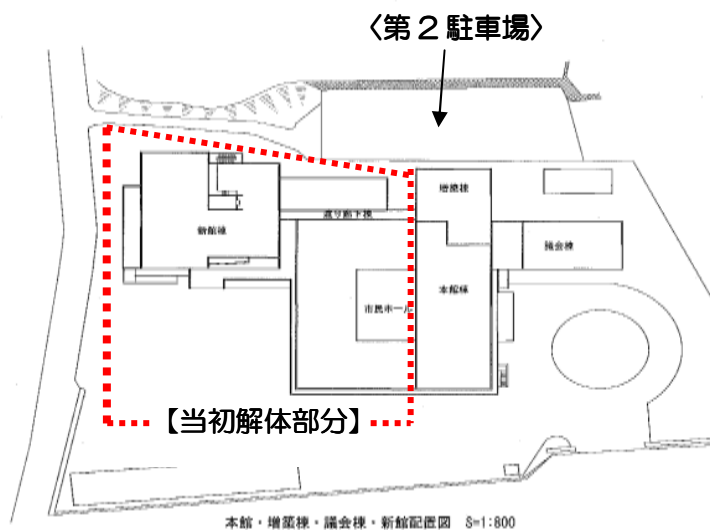 〈第２駐車場〉
増築棟
渡り廊下棟
新館棟
議会棟
本館棟
市民ホール
【当初解体部分】
本館・増築棟・議会棟・新館配置図　S=1:800